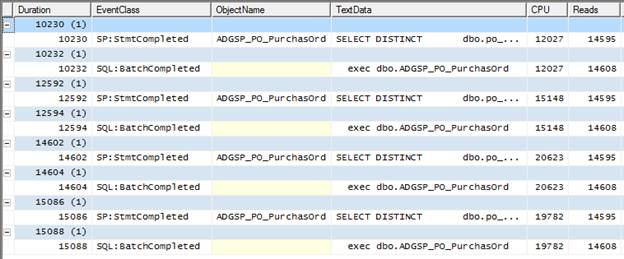 Duration EventClass ObjectName TextData CPU Reads
10230 (1)
10230 SP:StmtCompleted ADGSP_PO_PurchasOrd SELECT DISTINCT dbo.po_... 12027 14595
10232 (1)
10232 SQL:BatchCompleted exec dbo.ADGSP_PO_PurchasOrd 12027 14608
12592 (1)
12592 SP:StmtCompleted ADGSP_PO_PurchasOrd SELECT DISTINCT dbo.po_... 15148 14595
12594 (1)
12594 SQL:BatchCompleted exec dbo.ADGSP_PO_PurchasOrd 15148 14608
14602 (1)
14602 SP:StmtCompleted ADGSP_PO_PurchasOrd SELECT DISTINCT dbo.po_... 20623 14595
14604 (1)
14604 SQL:BatchCompleted exec dbo.ADGSP_PO_PurchasOrd 20623 14608
15086 (1)
15086 SP:StmtCompleted ADGSP_PO_PurchasOrd SELECT DISTINCT dbo.po_... 19782 14595
15088 (1)
15088 SQL:BatchCompleted exec dbo.ADGSP_PO_PurchasOrd 19782 14608